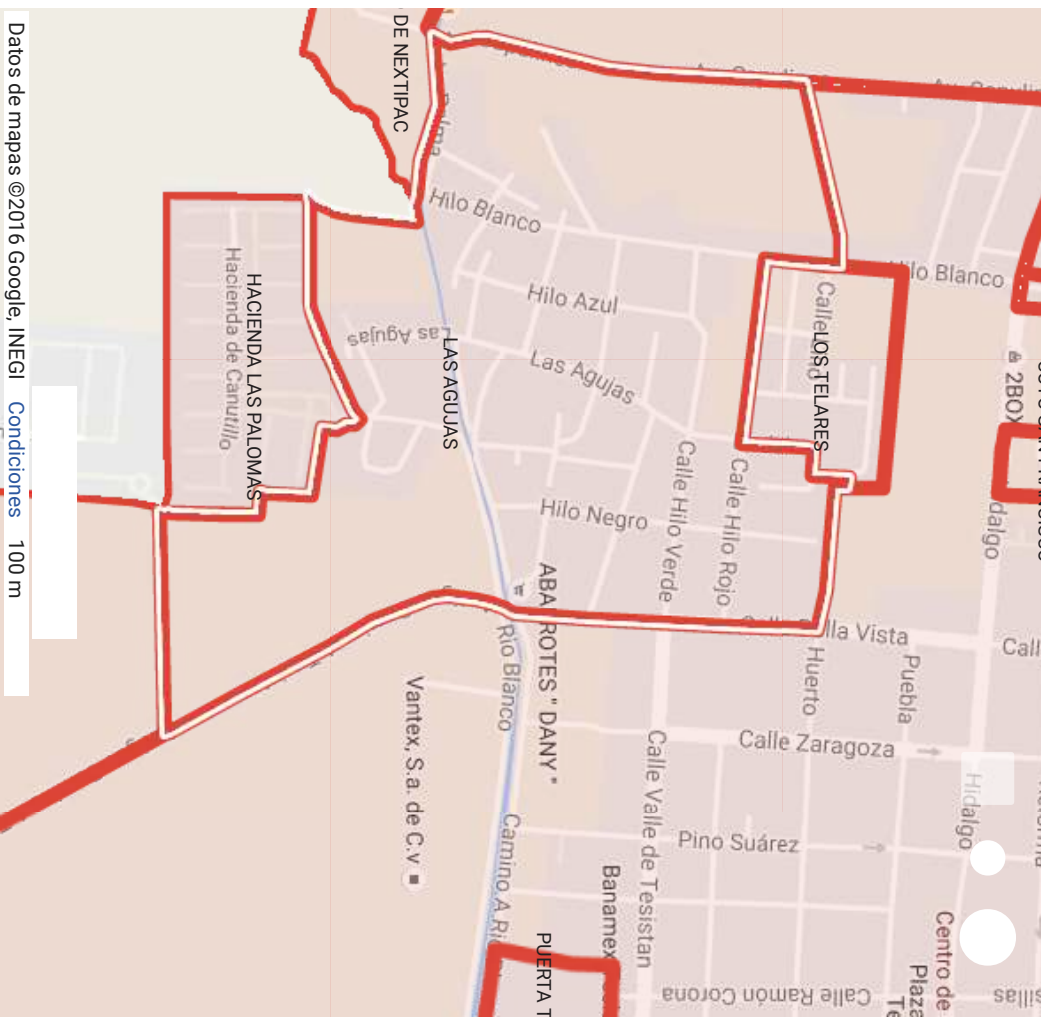 DE NEXTIPAC
Hilo Blanco
Hilo Blanco
Hilo Azul
Las Agujas
Las Agujas
LAS AGUJAS
HACIENDA LAS PALOMAS
Hacienda de Canutillo
LOS TELARES
2BOX
Calle Hilo Verde
Calle Hilo Rojo
Hilo Negro
dalgo
ABARROTES " DANY "
lla Vista
Puebla
Huerto
Río Blanco
Calle Zaragoza
Vantex, S.a. de C.v
Calle Valle de Tesistan
Hidalgo
Pino Suárez
Camino A Rí
Banamex
PUERTA T
Calle Ramón Corona
Centro de
Plaza
Te
sillas
Datos de mapas ©2016 Google, INEGI
Condiciones
100 m